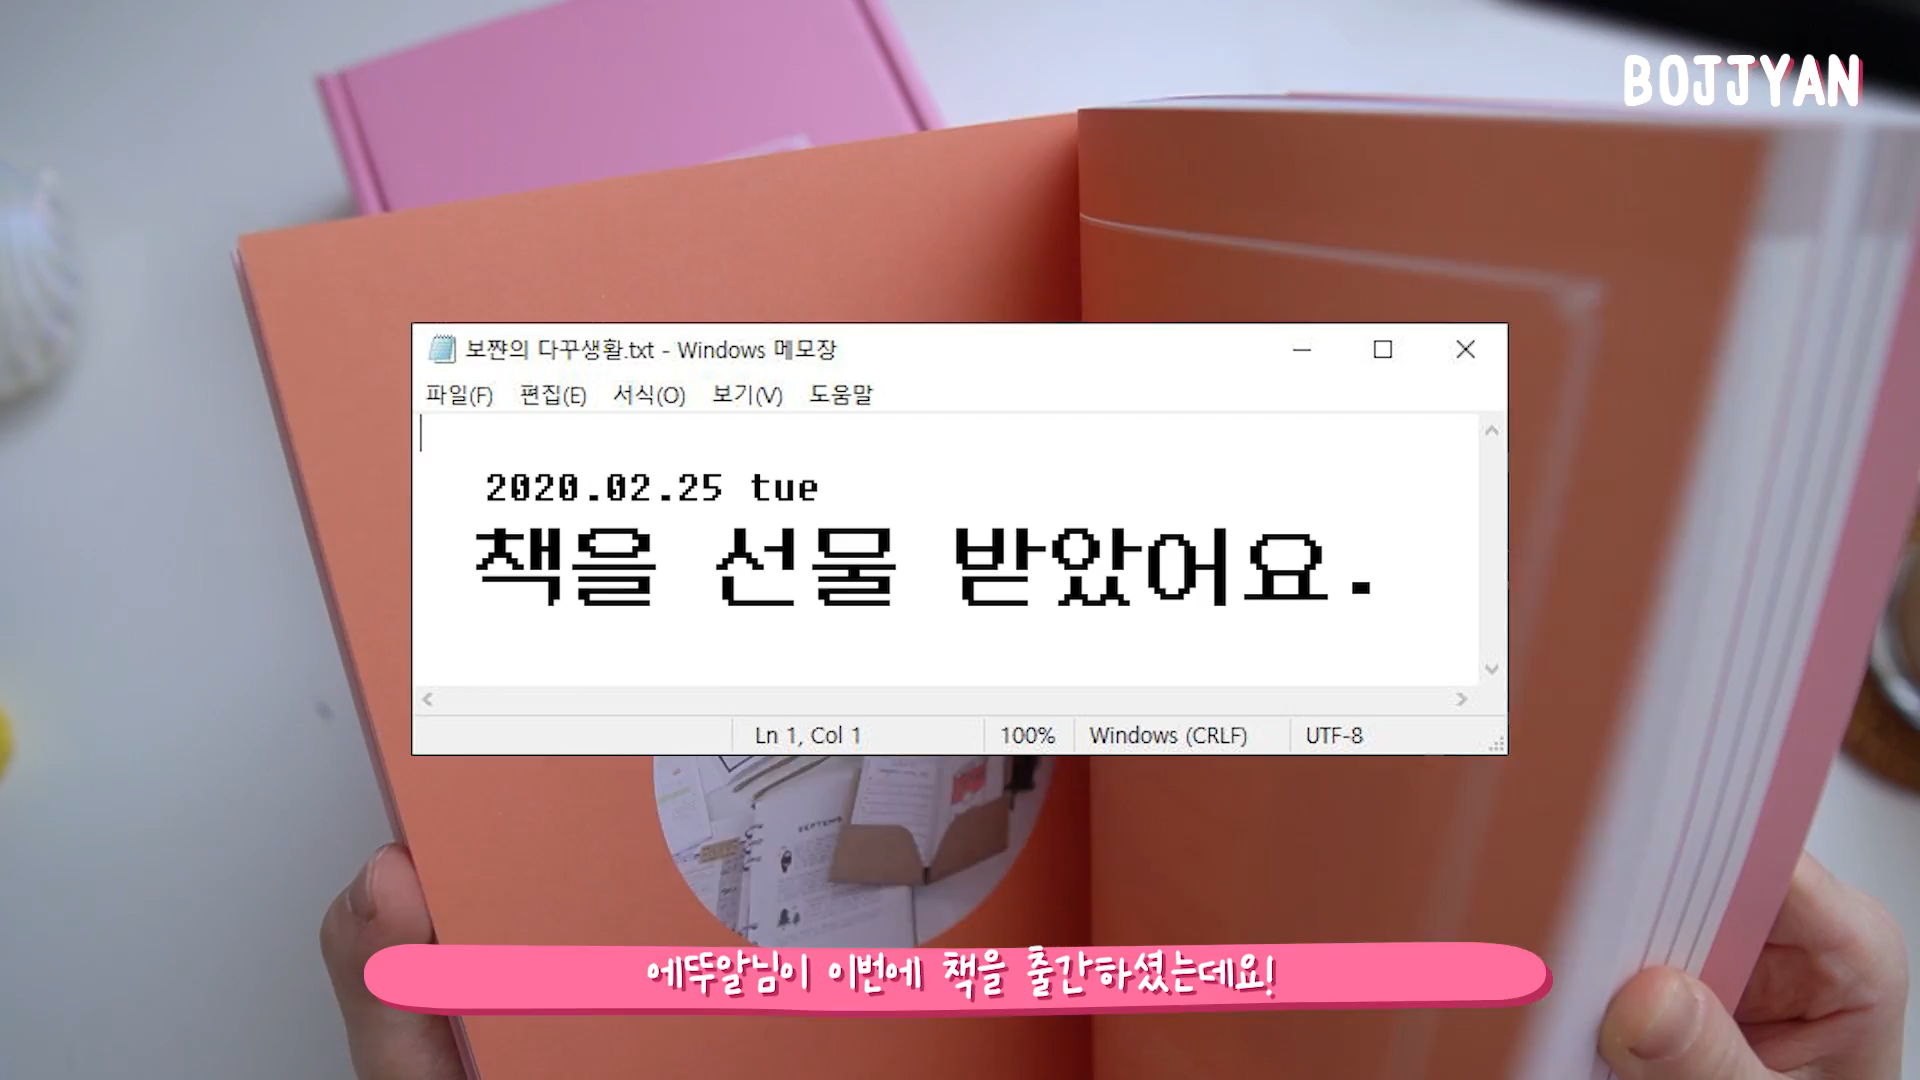 BOJJYAN
보쨘의 다꾸생활.txt - Windows 메모장
파일(F) 편집(E) 서식(O) 보기(V) 도움말
2020.02.25 tue
책을 선물 받았어요.
Ln 1, Col 1 100% Windows (CRLF) UTF-8
에뚜알님이 이번에 책을 출간하셨는데요!